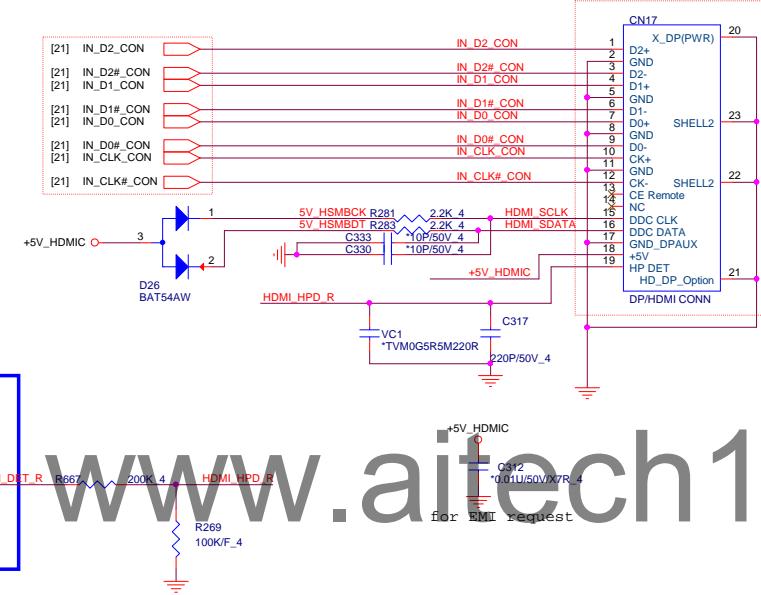 CN17
20
[21] IN_D2_CON
IN_D2_CON
1
D2+
X_DP(PWR)
2
GND
[21] IN_D2#_CON
IN_D2#_CON
3
D2-
[21] IN_D1_CON
IN_D1_CON
4
D1+
5
GND
[21] IN_D1#_CON
IN_D1#_CON
6
D1-
[21] IN_D0_CON
IN_D0_CON
7
D0+
SHELL2
23
8
GND
[21] IN_D0#_CON
IN_D0#_CON
9
D0-
[21] IN_CLK_CON
IN_CLK_CON
10
CK+
11
GND
[21] IN_CLK#_CON
IN_CLK#_CON
12
CK-
SHELL2
22
13
CE Remote
14
NC
1
5V_HSMBCK
R281
2.2K_4
HDMI_SCLK
15
DDC CLK
5V_HSMBDT
R283
2.2K_4
HDMI_SDATA
16
DDC DATA
+5V_HDMIC
3
C333
*10P/50V_4
17
GND_DPAUX
C330
*10P/50V_4
18
+5V
2
19
HP DET
+5V_HDMIC
HD_DP_Option
21
D26
BAT54AW
HDMI_HPD_R
DP/HDMI CONN
C317
VC1
*TVM0G5R5M220R
220P/50V_4
+5V_HDMIC
www.aitech1
_DET_R
R667
200K_4
HDMI_HPD_R
C312
*0.01U/50V/X7R_4
for EMI request
R269
100K/F_4